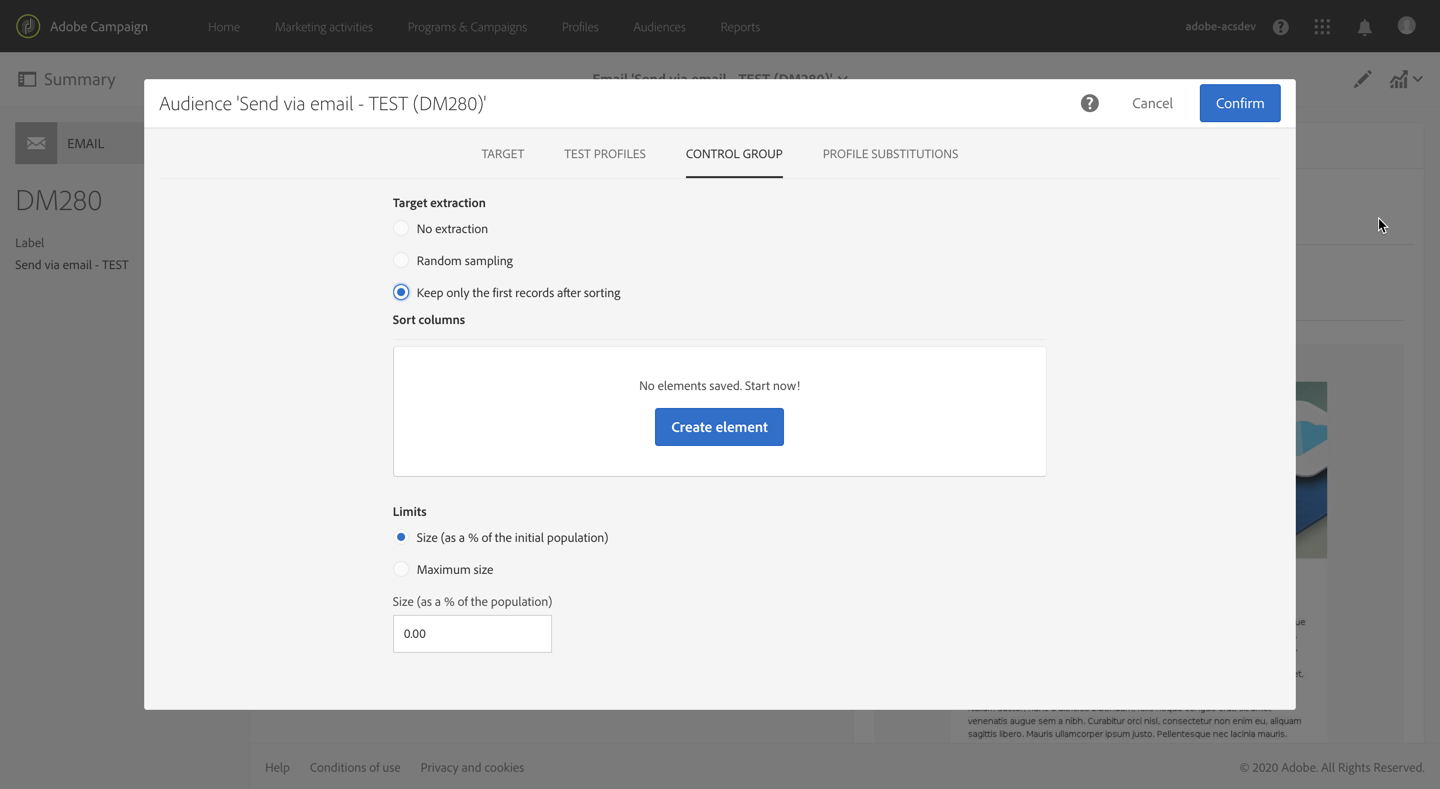 Adobe Campaign Home Marketing activities Programs & Campaigns Profiles Audiences Reports adobe-acsdev ?
Summary Email 'Send via email - TEST (DM280)'
Audience 'Send via email - TEST (DM280)' ? Cancel Confirm
EMAIL
TARGET TEST PROFILES CONTROL GROUP PROFILE SUBSTITUTIONS
DM280
Label
Send via email - TEST
Target extraction
No extraction
Random sampling
Keep only the first records after sorting
Sort columns
No elements saved. Start now!
Create element
Limits
Size (as a % of the initial population)
Maximum size
Size (as a % of the population)
0.00
ue
et,
venenatis augue sem a nibh. Curabitur orci nisl, consectetur non enim eu, aliquam
sagittis libero. Mauris ullamcorper ipsum justo. Pellentesque nec lacinia mauris.
Help Conditions of use Privacy and cookies © 2020 Adobe. All Rights Reserved.